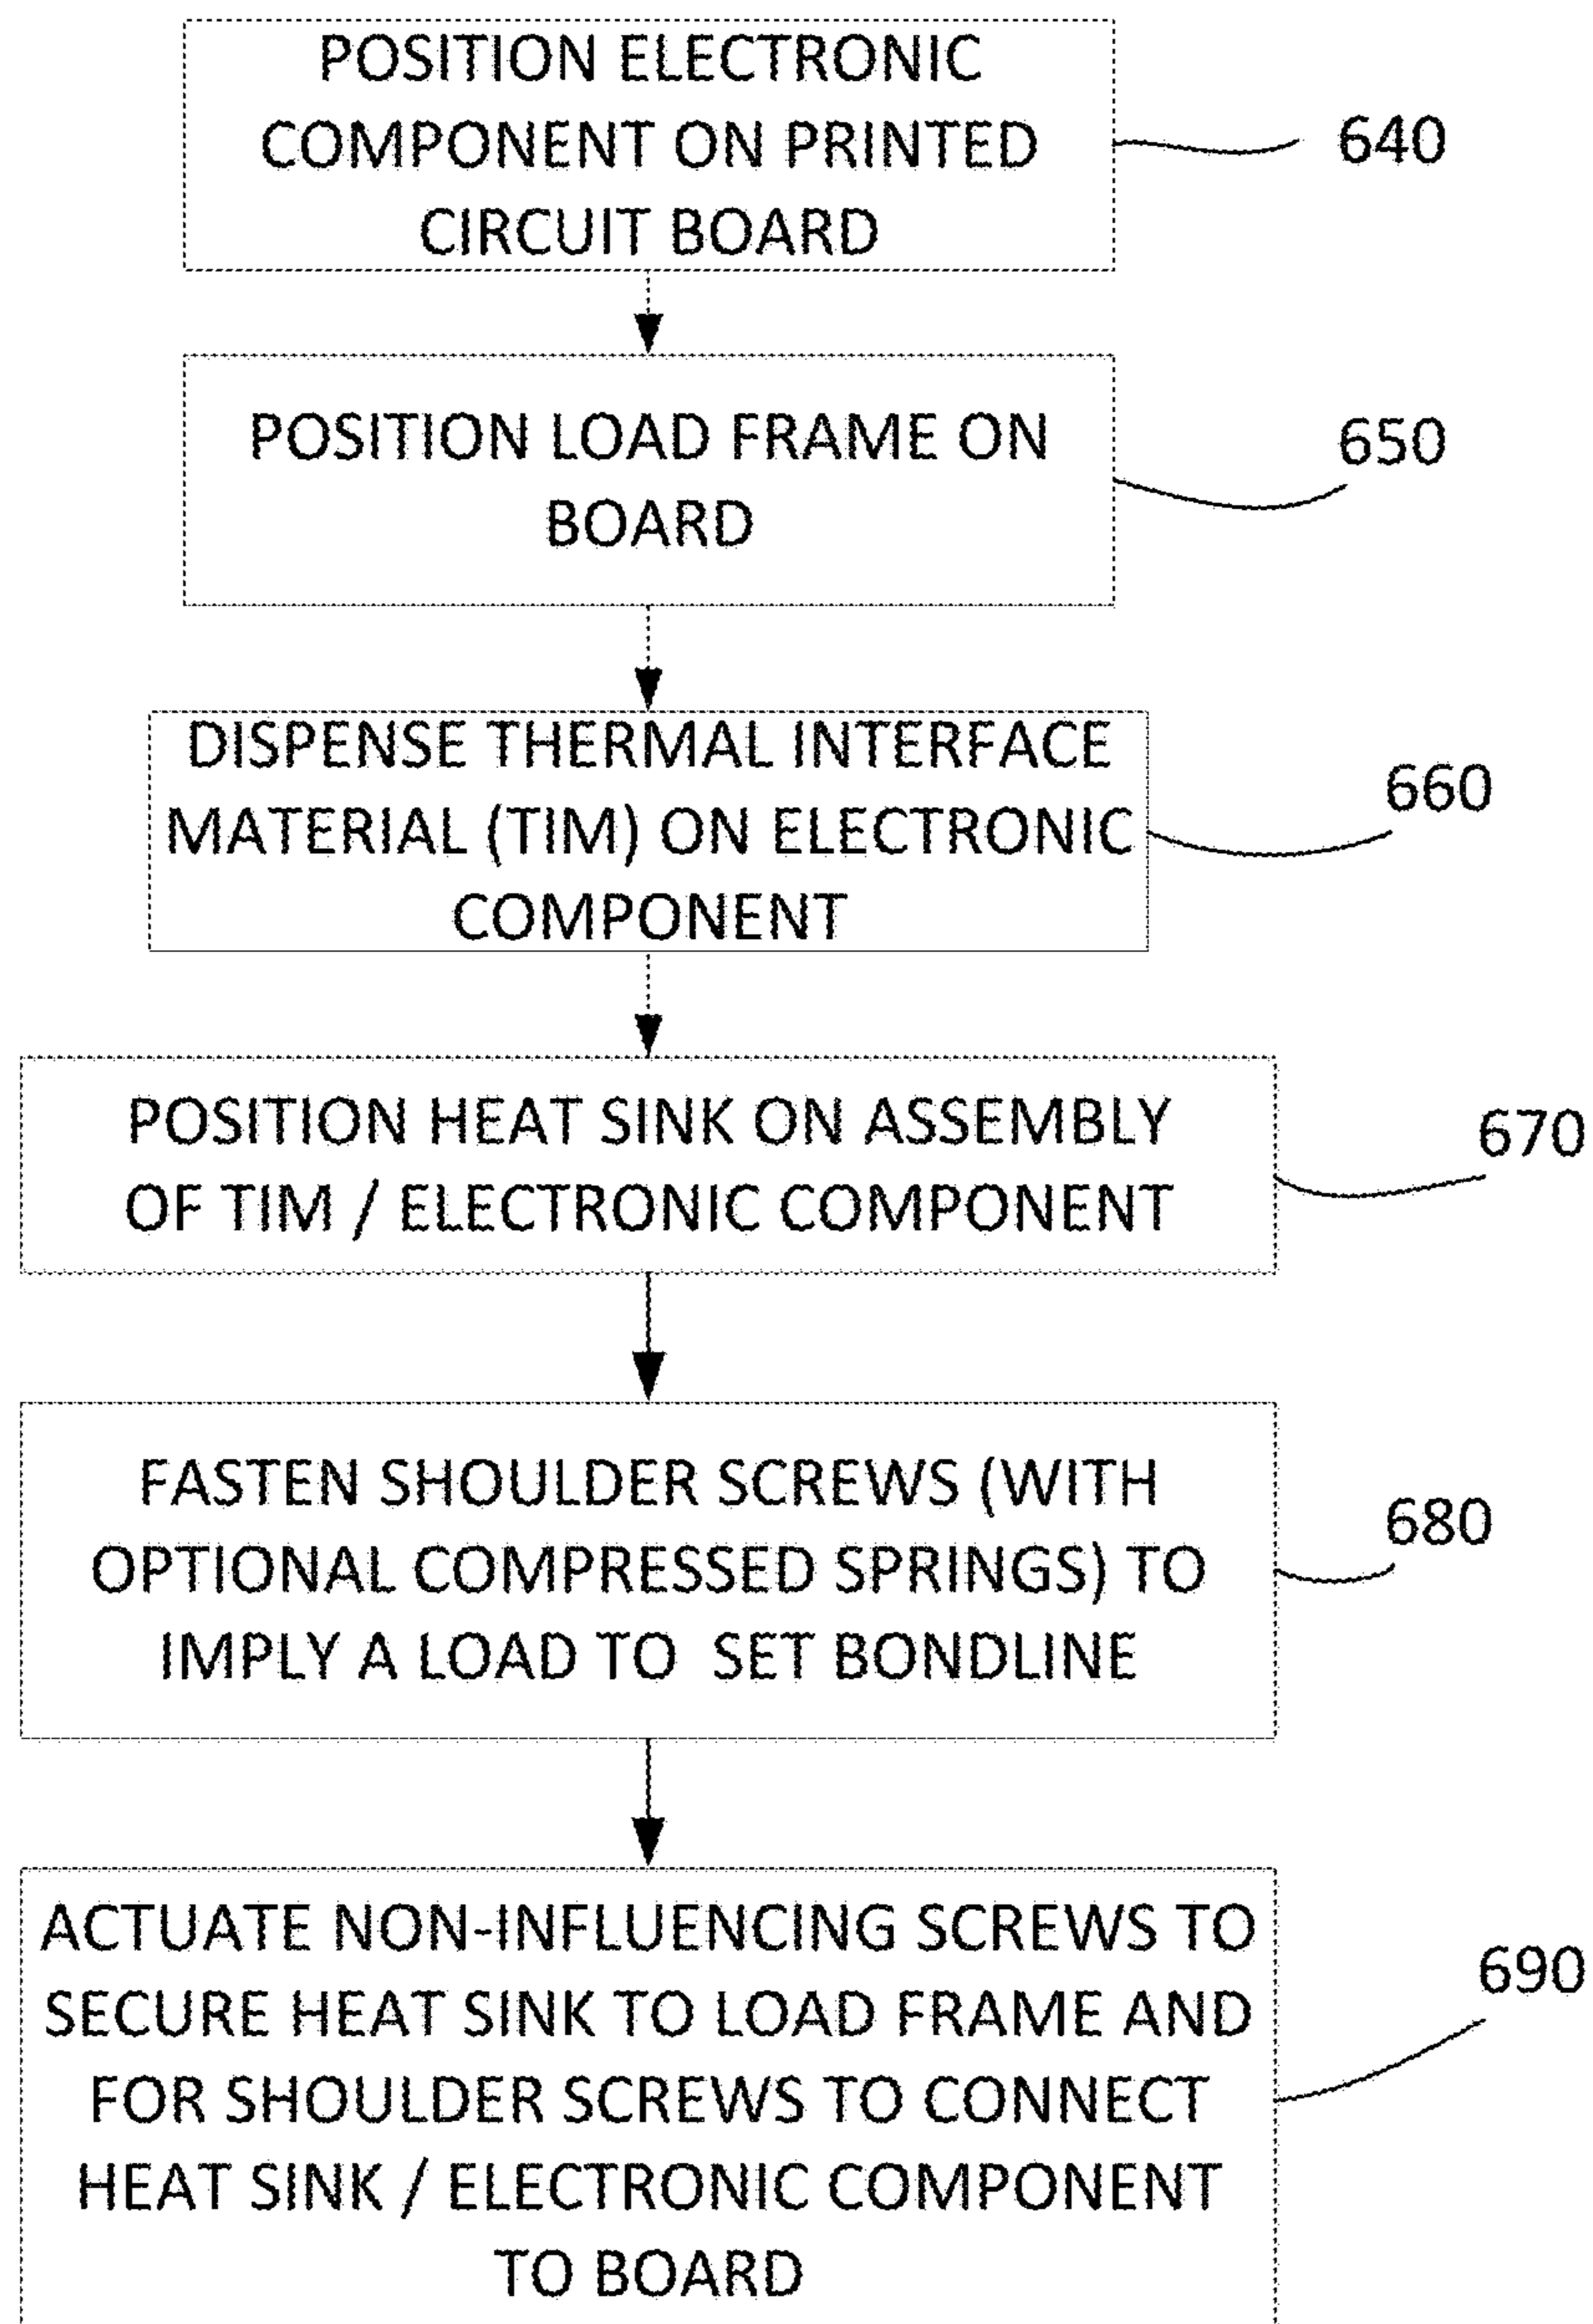 POSITION ELECTRONIC
COMPONENT ON PRINTED
CIRCUIT BOARD
640
POSITION LOAD FRAME ON
BOARD
650
DISPENSE THERMAL INTERFACE
MATERIAL (TIM) ON ELECTRONIC
COMPONENT
660
POSITION HEAT SINK ON ASSEMBLY
OF TIM / ELECTRONIC COMPONENT
670
FASTEN SHOULDER SCREWS (WITH
OPTIONAL COMPRESSED SPRINGS) TO
IMPLY A LOAD TO SET BONDLINE
680
ACTUATE NON-INFLUENCING SCREWS TO
SECURE HEAT SINK TO LOAD FRAME AND
FOR SHOULDER SCREWS TO CONNECT
HEAT SINK / ELECTRONIC COMPONENT
TO BOARD
690